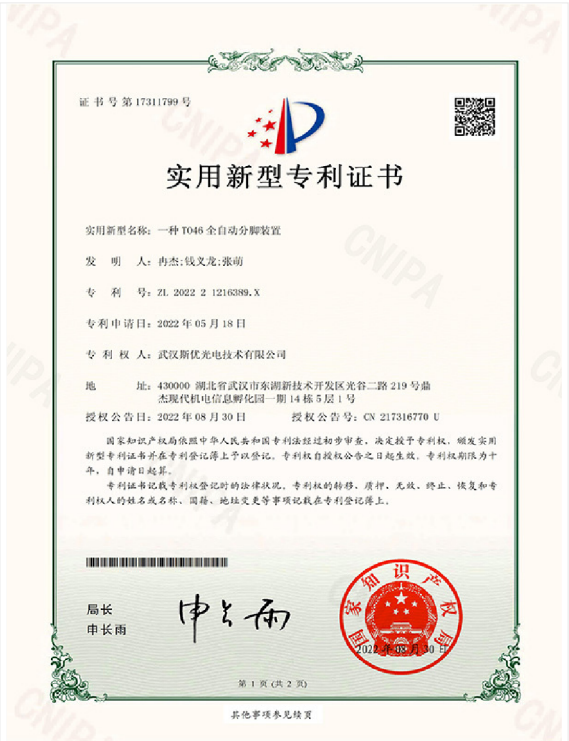 证书号第17311799号
实用新型专利证书
实用新型名称：一种TO46全自动分脚装置
发明人：冉杰;钱义龙;张萌
专利号：ZL 2022 2 1216389.X
专利申请日：2022年05月18日
专利权人：武汉斯优光电技术有限公司
地址：430000 湖北省武汉市东湖新技术开发区光谷二路219号鼎
杰现代机电信息孵化园一期14栋5层1号
授权公告日：2022年08月30日 授权公告号：CN 217316770 U
国家知识产权局依照中华人民共和国专利法经过初步审查，决定授予专利权，颁发实用
新型专利证书并在专利登记簿上予以登记。专利权自授权公告之日起生效。专利权期限为十
年，自申请日起算。
专利证书记载专利权登记时的法律状况。专利权的转移、质押、无效、终止、恢复和专
利权人的姓名或名称、国籍、地址变更等事项记载在专利登记簿上。
局长
申长雨
申长雨
国家知识产权局
2022年08月30日
第 1 页 (共 2 页)
其他事项参见续页
CNIPA
CNIPA
CNIPA
CNIPA
CNIPA